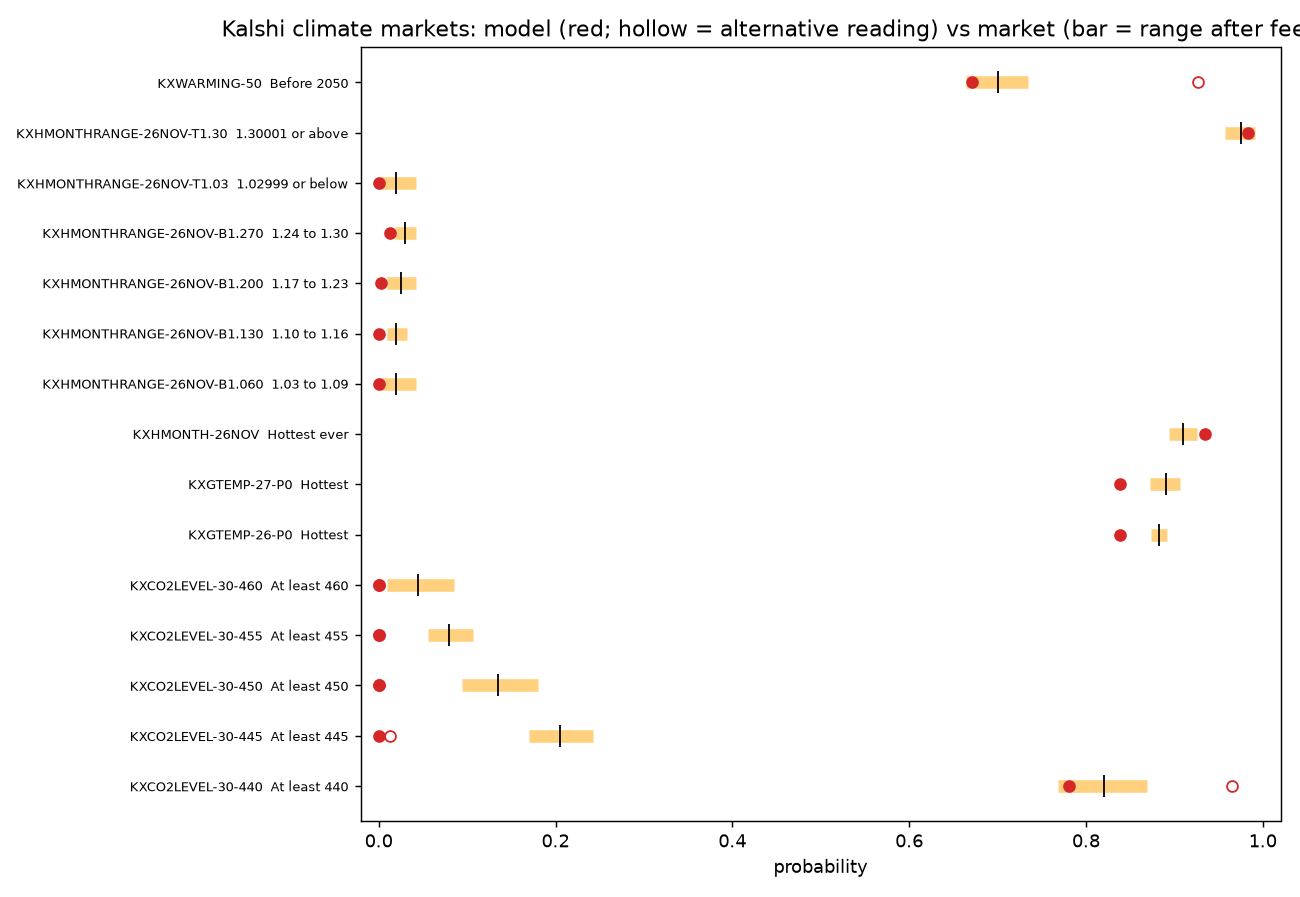 Kalshi climate markets: model (red; hollow = alternative reading) vs market (bar = range after fee
KXWARMING-50 Before 2050
KXHMONTHRANGE-26NOV-T1.30 1.30001 or above
KXHMONTHRANGE-26NOV-T1.03 1.02999 or below
KXHMONTHRANGE-26NOV-B1.270 1.24 to 1.30
KXHMONTHRANGE-26NOV-B1.200 1.17 to 1.23
KXHMONTHRANGE-26NOV-B1.130 1.10 to 1.16
KXHMONTHRANGE-26NOV-B1.060 1.03 to 1.09
KXHMONTH-26NOV Hottest ever
KXGTEMP-27-P0 Hottest
KXGTEMP-26-P0 Hottest
KXCO2LEVEL-30-460 At least 460
KXCO2LEVEL-30-455 At least 455
KXCO2LEVEL-30-450 At least 450
KXCO2LEVEL-30-445 At least 445
KXCO2LEVEL-30-440 At least 440
0.0 0.2 0.4 0.6 0.8 1.0
probability